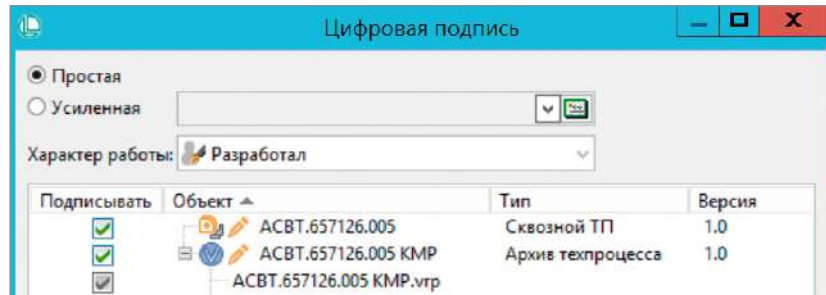 Цифровая подпись
Простая
Усиленная
Характер работы: Разработал
Подписывать Объект Тип Версия
АСВТ.657126.005 Сквозной ТП 1.0
АСВТ.657126.005 КМР Архив техпроцесса 1.0
АСВТ.657126.005 КМР.vrp